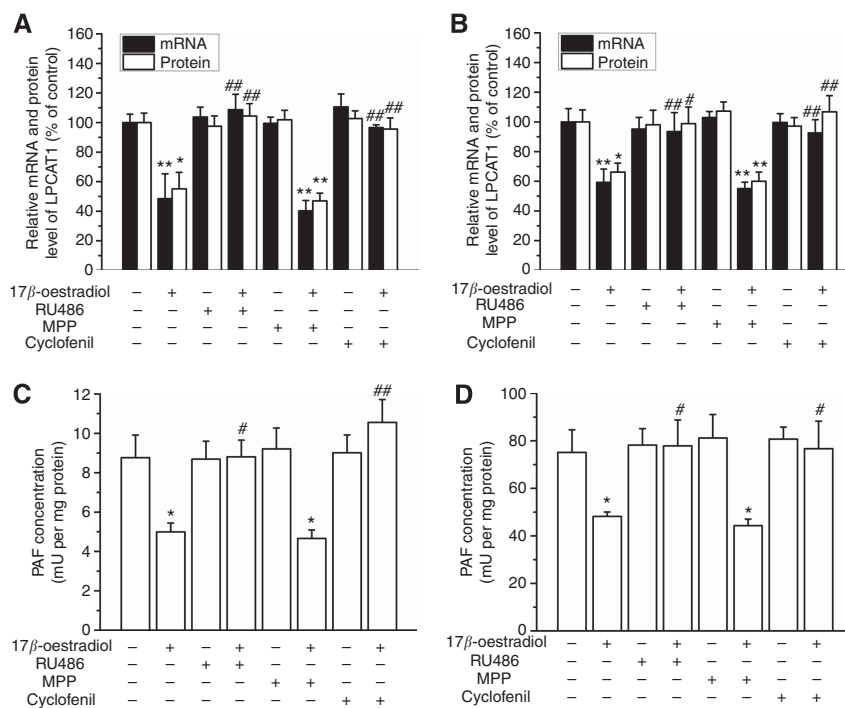 A
Relative mRNA and protein
level of LPCAT1 (% of control)
160
140
120
100
80
60
40
20
0
mRNA
Protein
** *
## ##
** **
## ##
17β-oestradiol – + – + – + – +
RU486 – – + + – – – –
MPP – – – – + + – –
Cyclofenil – – – – – – + +
B
Relative mRNA and protein
level of LPCAT1 (% of control)
160
140
120
100
80
60
40
20
0
mRNA
Protein
** *
## #
** **
## ##
17β-oestradiol – + – + – + – +
RU486 – – + + – – – –
MPP – – – – + + – –
Cyclofenil – – – – – – + +
C
PAF concentration
(mU per mg protein)
12
10
8
6
4
2
0
*
#
*
##
17β-oestradiol – + – + – + – +
RU486 – – + + – – – –
MPP – – – – + + – –
Cyclofenil – – – – – – + +
D
PAF concentration
(mU per mg protein)
100
80
60
40
20
0
*
#
*
#
17β-oestradiol – + – + – + – +
RU486 – – + + – – – –
MPP – – – – + + – –
Cyclofenil – – – – – – + +